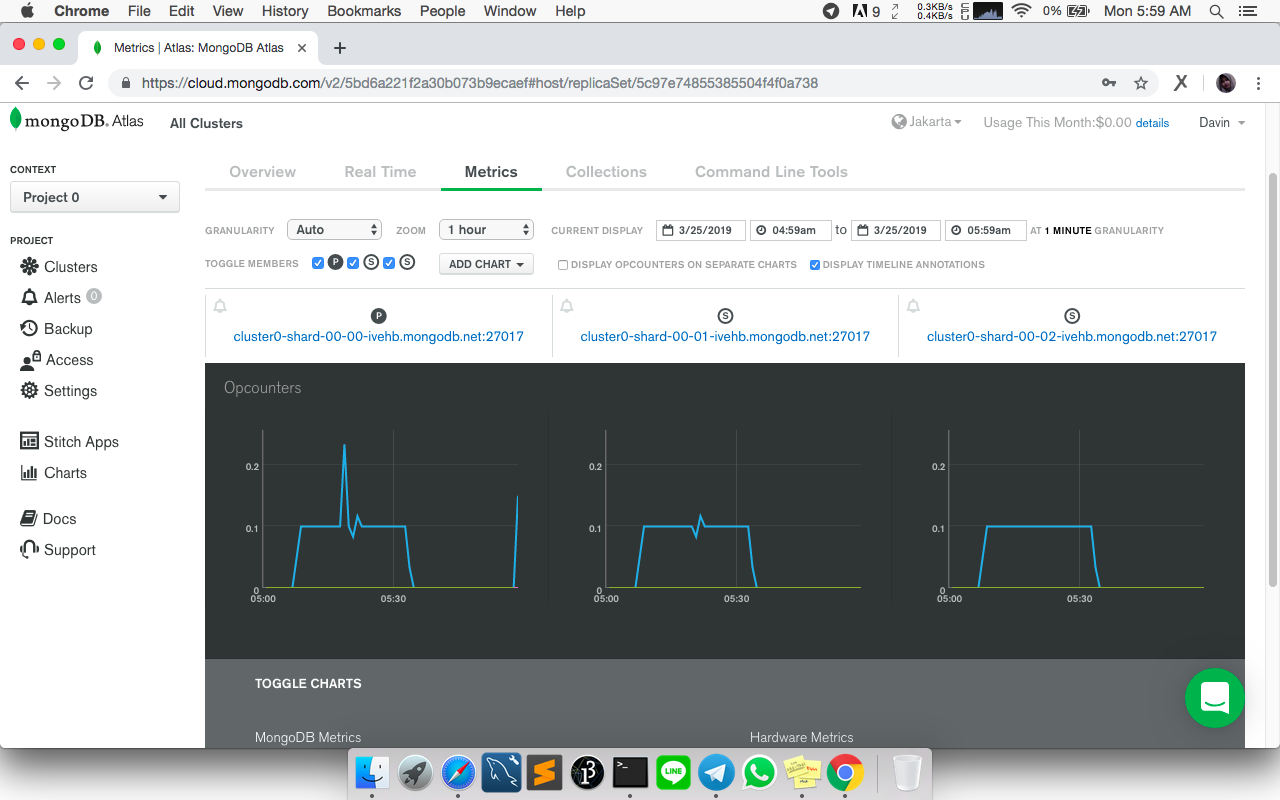 Chrome File Edit View History Bookmarks People Window Help 9 0.3KB/s 0.4KB/s CPU 0% Mon 5:59 AM
Metrics | Atlas: MongoDB Atlas
https://cloud.mongodb.com/v2/5bd6a221f2a30b073b9ecaef#host/replicaSet/5c97e74855385504f4f0a738
mongoDB. Atlas All Clusters Jakarta Usage This Month:$0.00 details Davin
CONTEXT
Project 0
PROJECT
Clusters
Alerts 0
Backup
Access
Settings
Stitch Apps
Charts
Docs
Support
Overview Real Time Metrics Collections Command Line Tools
GRANULARITY Auto ZOOM 1 hour CURRENT DISPLAY 3/25/2019 04:59am to 3/25/2019 05:59am AT 1 MINUTE GRANULARITY
TOGGLE MEMBERS P S S ADD CHART DISPLAY OPCOUNTERS ON SEPARATE CHARTS DISPLAY TIMELINE ANNOTATIONS
P S S
cluster0-shard-00-00-ivehb.mongodb.net:27017 cluster0-shard-00-01-ivehb.mongodb.net:27017 cluster0-shard-00-02-ivehb.mongodb.net:27017
Opcounters
0.2 0.2 0.2
0.1 0.1 0.1
0 0 0
05:00 05:30 05:00 05:30 05:00 05:30
TOGGLE CHARTS
MongoDB Metrics Hardware Metrics
LINE